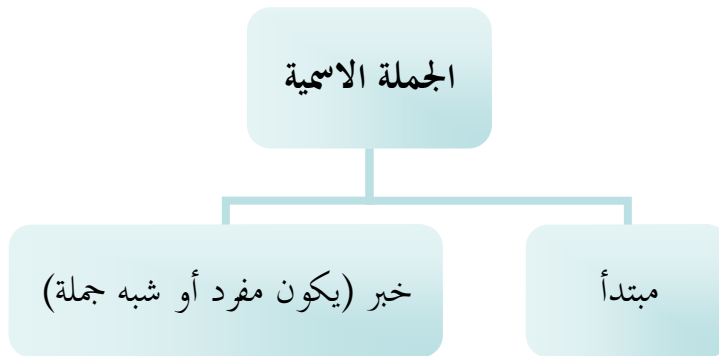 الجملة الاسمية
مبتدأ
خبر (يكون مفرد أو شبه جملة)